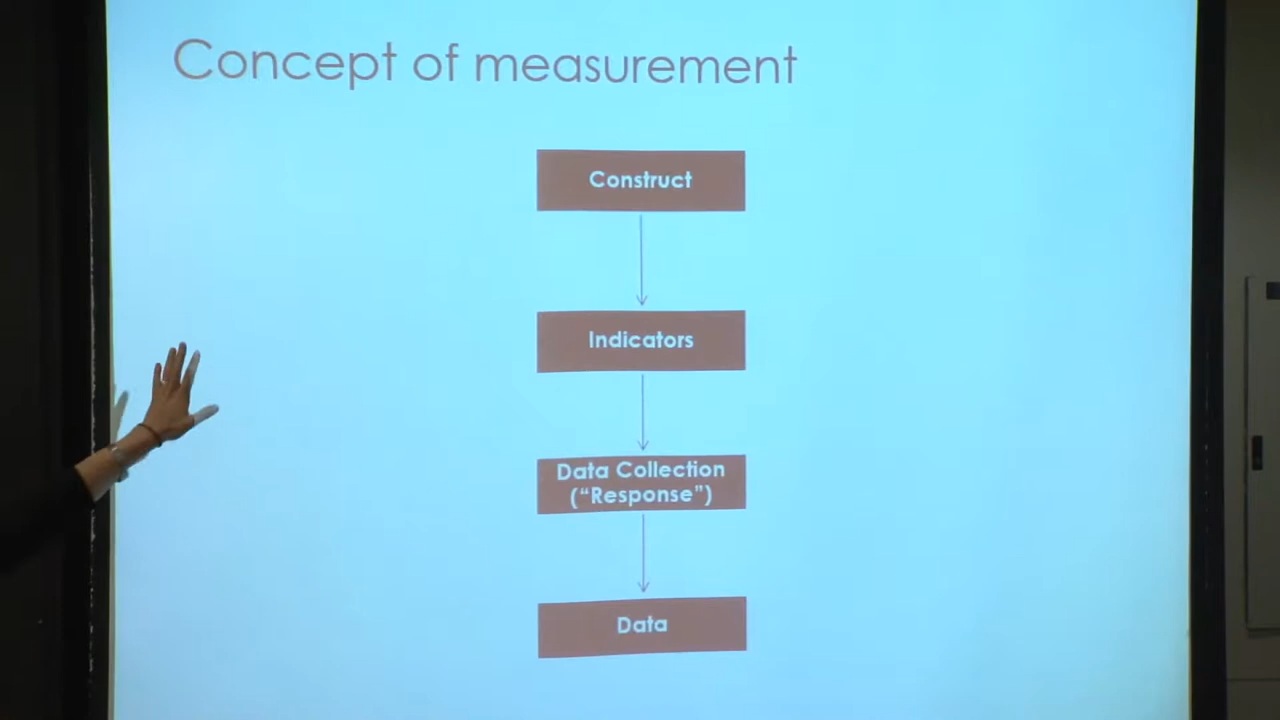 Concept of measurement
Construct
Indicators
Data Collection
(“Response”)
Data